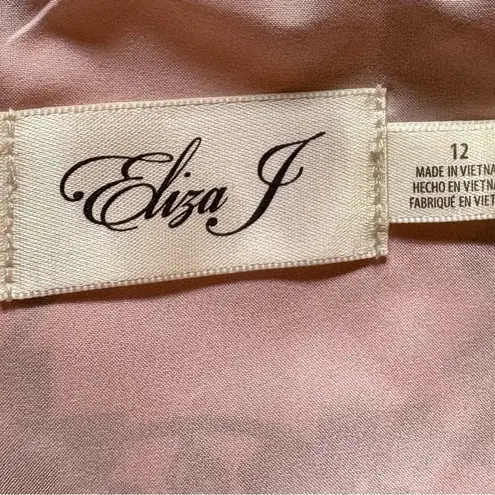 Eliza J
12
MADE IN VIETNA
HECHO EN VIETNA
FABRIQUÉ EN VIET